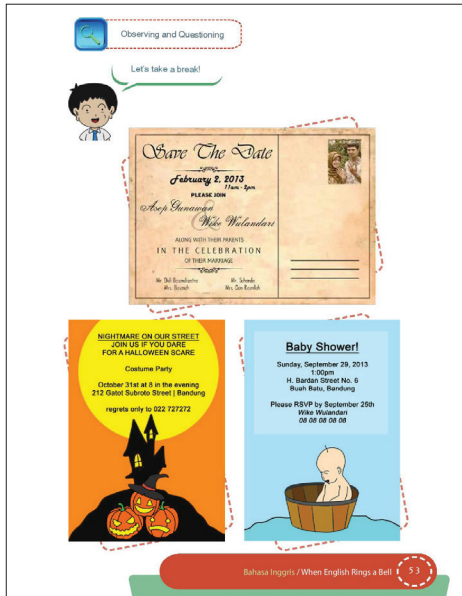 Observing and Questioning
Let's take a break!
Save The Date
February 2, 2013
11am - 2pm
PLEASE JOIN
Asep Gunawan
&
Wike Wulandari
ALONG WITH THEIR PARENTS
IN THE CELEBRATION
OF THEIR MARRIAGE
Mr. Suhanda
NIGHTMARE ON OUR STREET
JOIN US IF YOU DARE
FOR A HALLOWEEN SCARE
Costume Party
October 31st at 8 in the evening
212 Gatot Subroto Street | Bandung
regrets only to 022 727272
Baby Shower!
Sunday, September 29, 2013
1:00pm
H. Bardan Street No. 6
Buah Batu, Bandung
Please RSVP by September 25th
Wike Wulandari
08 08 08 08 08
Bahasa Inggris / When English Rings a Bell
53